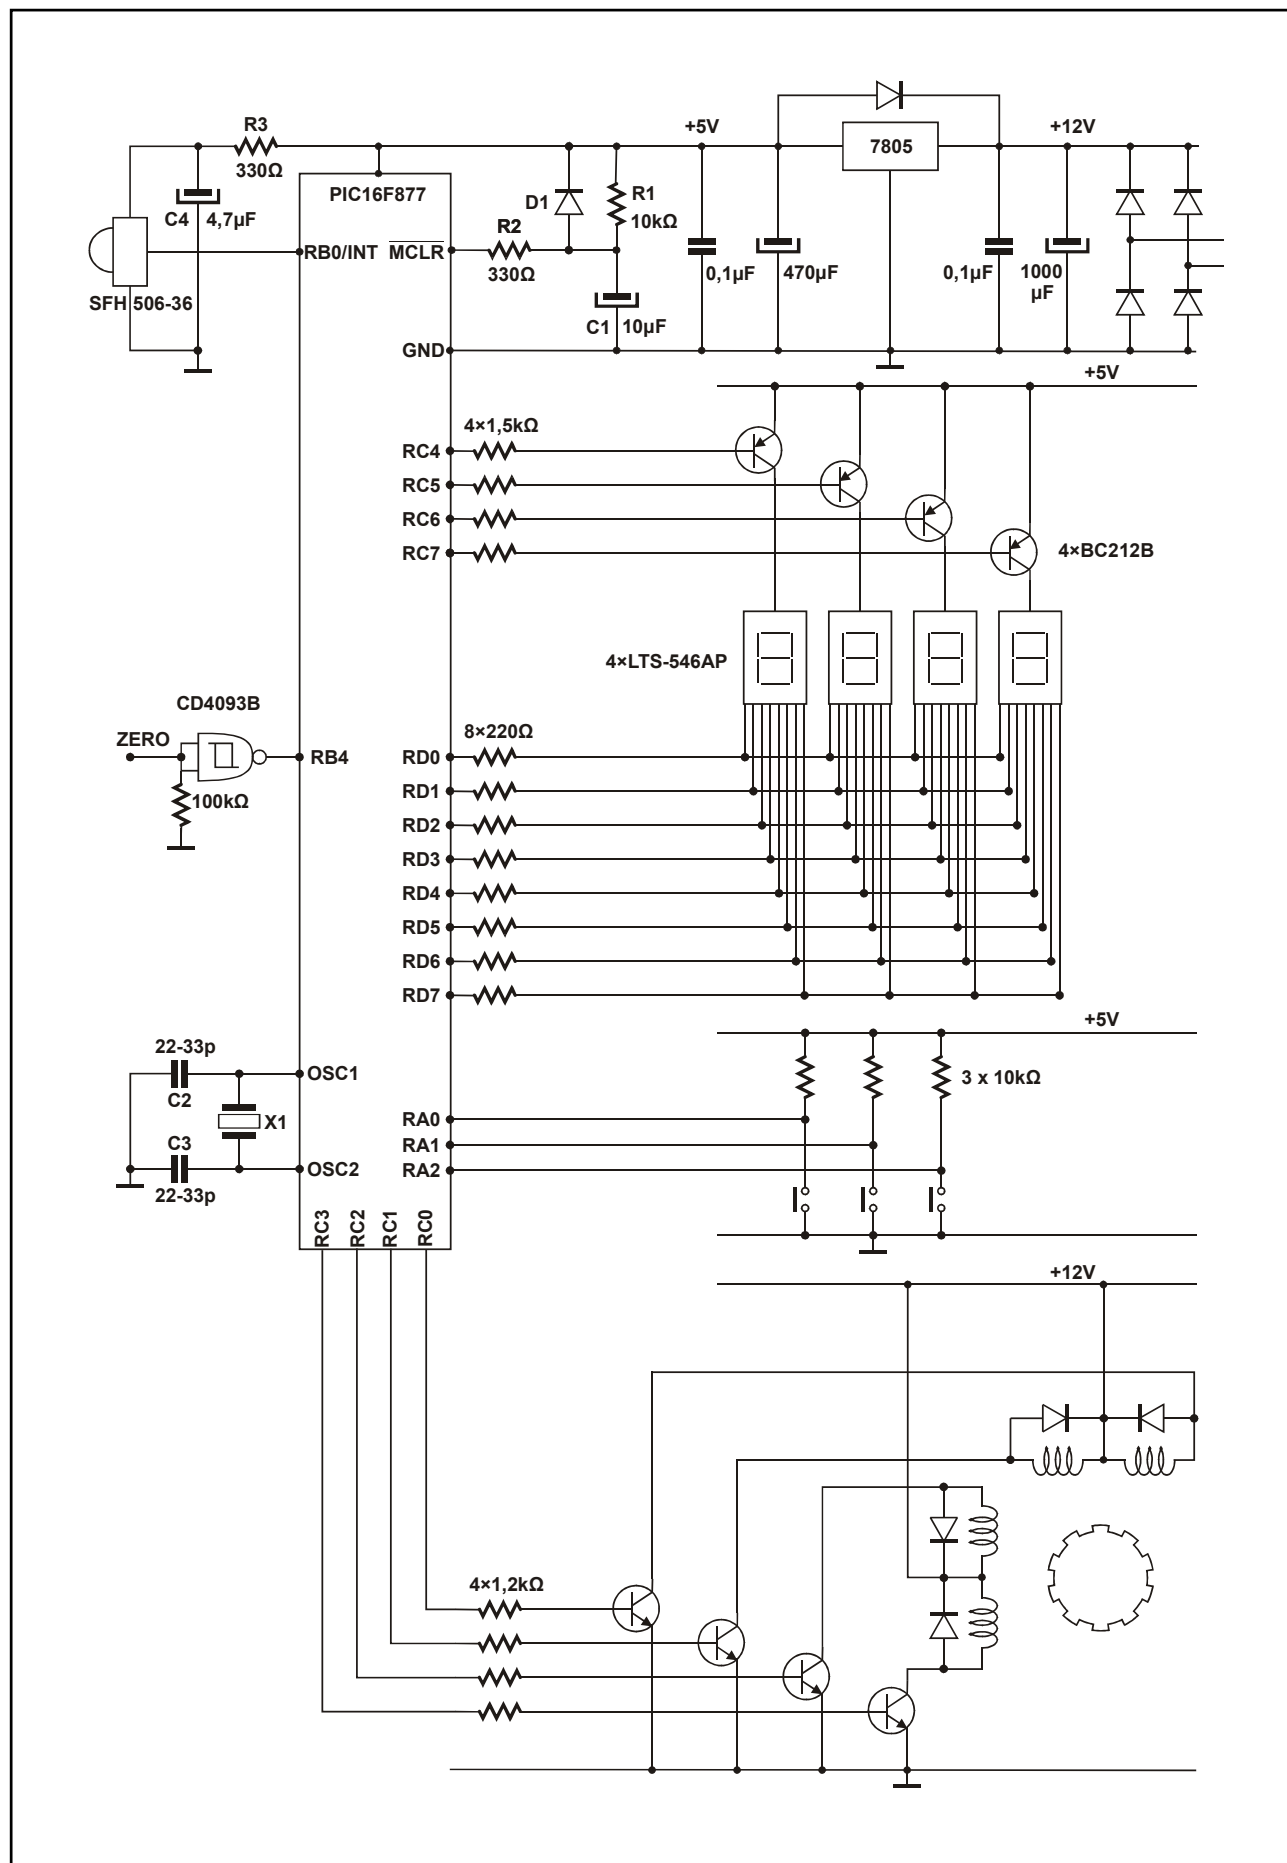 R3
330Ω
+5V
7805
+12V
PIC16F877
C4
4,7µF
D1
R1
10kΩ
R2
330Ω
RB0/INT
MCLR
0,1µF
470µF
0,1µF
1000
µF
SFH 506-36
C1
10µF
GND
+5V
4×1,5kΩ
RC4
RC5
RC6
RC7
4×BC212B
4×LTS-546AP
CD4093B
ZERO
RB4
100kΩ
8×220Ω
RD0
RD1
RD2
RD3
RD4
RD5
RD6
RD7
+5V
22-33p
C2
OSC1
X1
3 x 10kΩ
RA0
RA1
RA2
C3
22-33p
OSC2
RC3
RC2
RC1
RC0
+12V
4×1,2kΩ